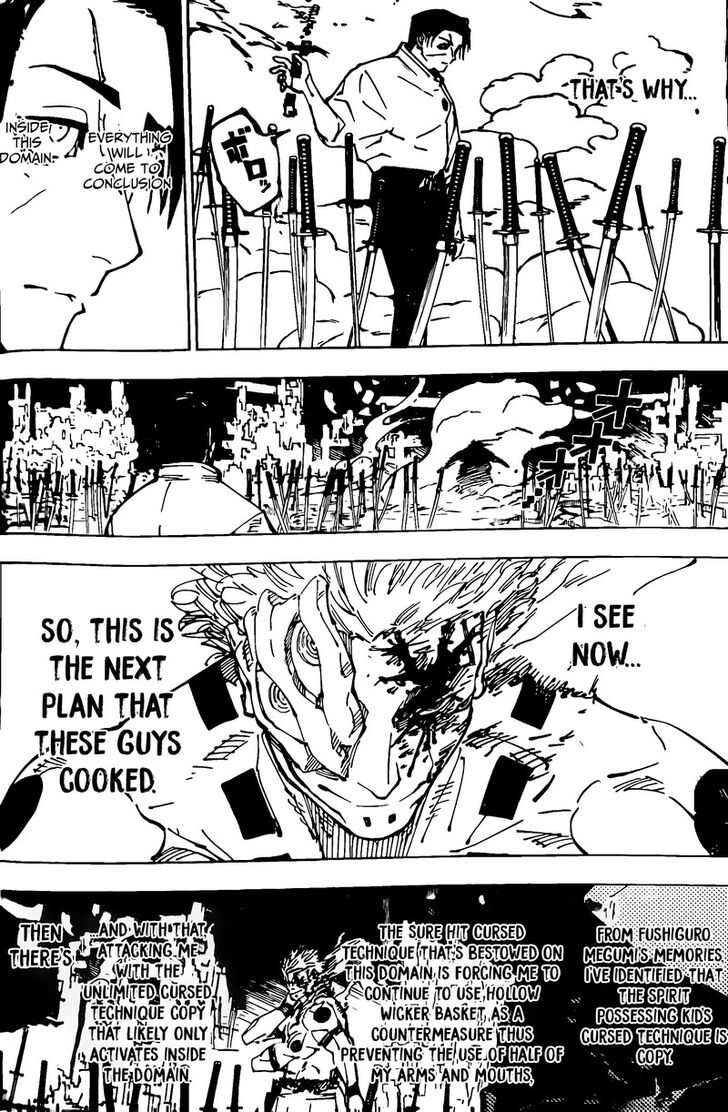 THAT'S WHY...
ボロッ
EVERYTHING
WILL
COME TO
CONCLUSION
INSIDE
THIS
DOMAIN.
オ
オ
オ
I SEE
NOW...
SO, THIS IS
THE NEXT
PLAN THAT
THESE GUYS
COOKED.
FROM FUSHIGURO
MEGUMI'S MEMORIES
I'VE IDENTIFIED THAT
THE SPIRIT
POSSESSING KID'S
CURSED TECHNIQUE IS
COPY.
THE SURE HIT CURSED
TECHNIQUE THAT'S BESTOWED ON
THIS DOMAIN IS FORCING ME TO
CONTINUE TO USE HOLLOW
WICKER BASKET AS A
COUNTERMEASURE THUS
PREVENTING THE USE OF HALF OF
MY ARMS AND MOUTHS,
...AND WITH THAT
ATTACKING ME
WITH THE
UNLIMITED CURSED
TECHNIQUE COPY
THAT LIKELY ONLY
ACTIVATES INSIDE
THE DOMAIN.
THEN
THERE'S